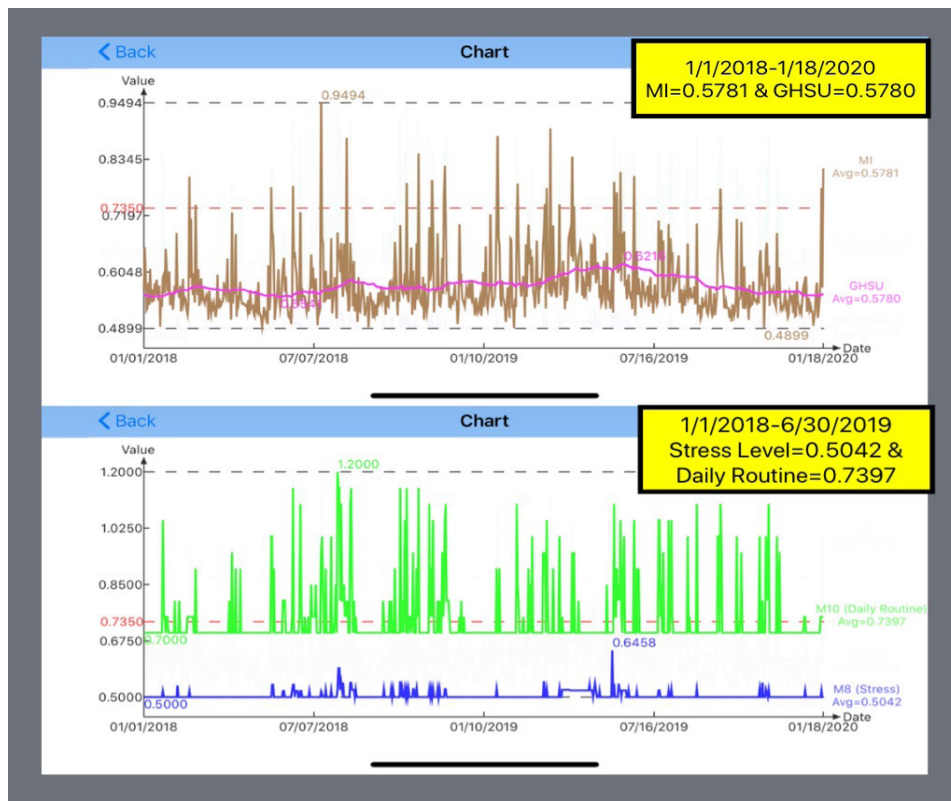 Back
Chart
1/1/2018-1/18/2020
MI=0.5781 & GHSU=0.5780
Value
0.9494
0.9494
0.8345
MI
Avg=0.5781
0.7350
0.7197
0.6214
0.6048
GHSU
Avg=0.5780
0.4899
0.4899
Date
01/01/2018
07/07/2018
01/10/2019
07/16/2019
01/18/2020
Back
Chart
1/1/2018-6/30/2019
Stress Level=0.5042 &
Daily Routine=0.7397
Value
1.2000
1.2000
1.0250
0.8500
M10 (Daily Routine)
Avg=0.7397
0.7350
0.7000
0.6750
0.6458
M8 (Stress)
Avg=0.5042
0.5000
0.5000
Date
01/01/2018
07/07/2018
01/10/2019
07/16/2019
01/18/2020